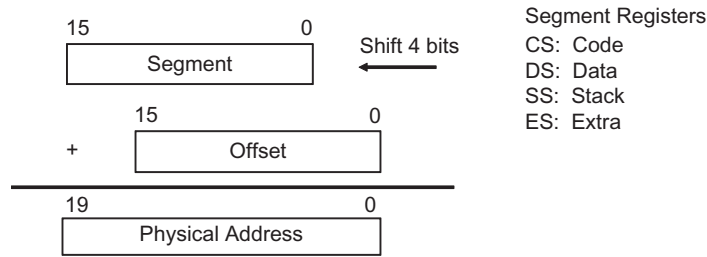 15 0
Segment
Shift 4 bits
15 0
+ Offset
19 0
Physical Address
Segment Registers
CS: Code
DS: Data
SS: Stack
ES: Extra